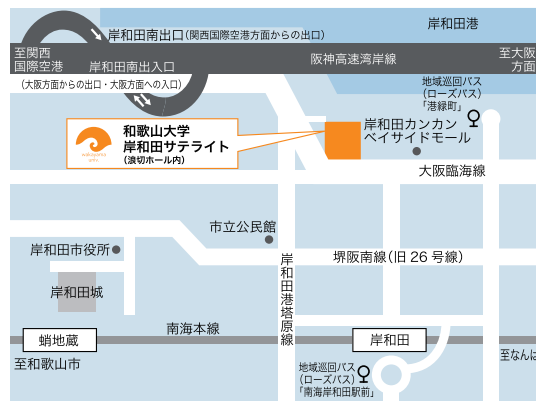 岸和田港
岸和田南出口(関西国際空港方面からの出口)
至関西
国際空港
岸和田南出入口
阪神高速湾岸線
至大阪
方面
(大阪方面からの出口・大阪方面への入口)
地域巡回バス
(ローズバス)
「港緑町」
和歌山大学
岸和田サテライト
(浪切ホール内)
wakayama
univ
岸和田カンカン
ベイサイドモール
大阪臨海線
市立公民館
岸和田市役所
堺阪南線(旧26号線)
岸和田港塔原線
岸和田城
南海本線
蛸地蔵
岸和田
至和歌山市
至なんば
地域巡回バス
(ローズバス)
「南海岸和田駅前」